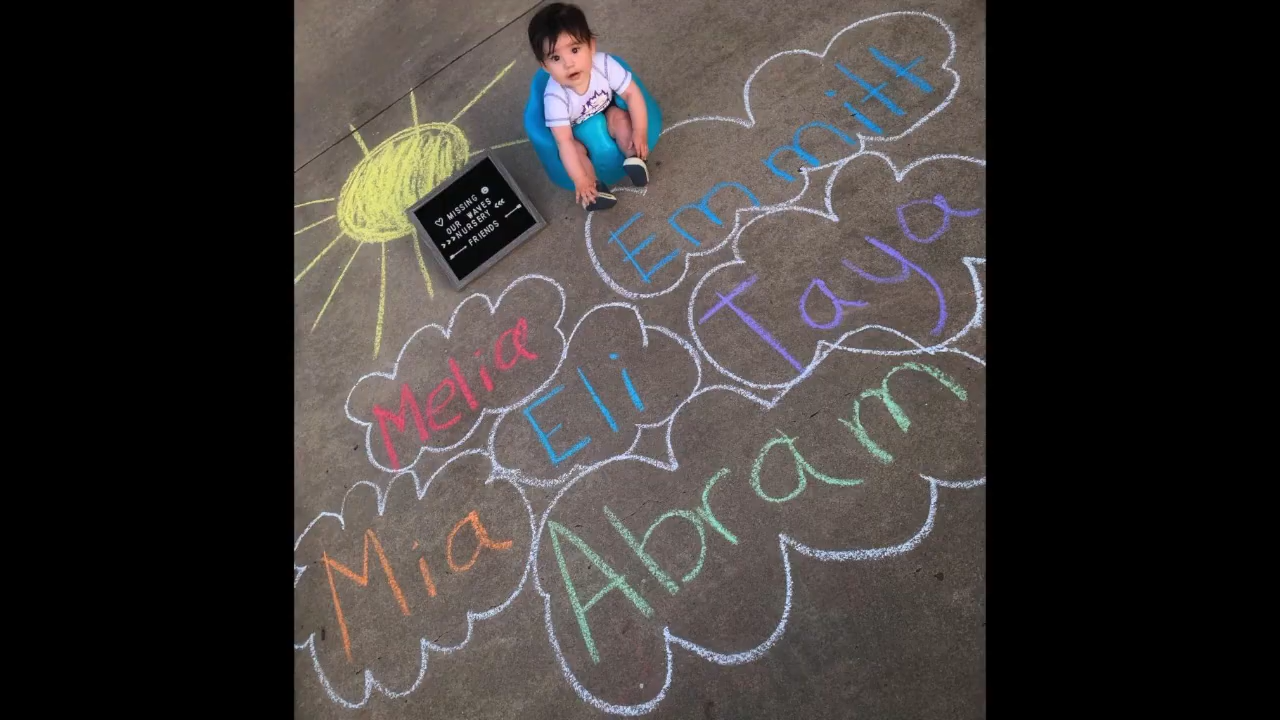 ♡ MISSING ☺
OUR WAVES
>>>NURSERY <<<
FRIENDS
Emmitt
Taya
Melia
Eli
Abram
Mia